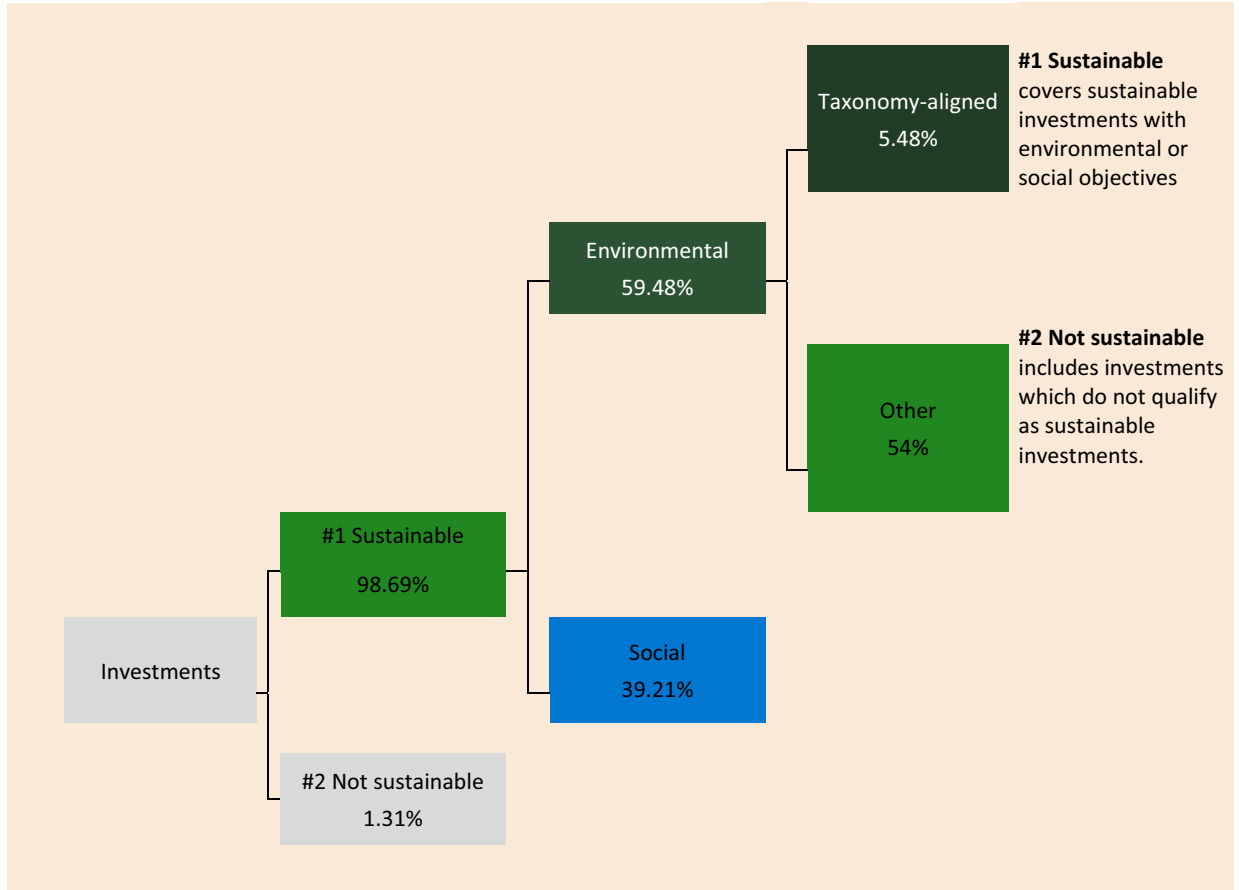 Taxonomy-aligned
5.48%
#1 Sustainable
covers sustainable
investments with
environmental or
social objectives
Environmental
59.48%
Other
54%
#2 Not sustainable
includes investments
which do not qualify
as sustainable
investments.
#1 Sustainable
98.69%
Investments
Social
39.21%
#2 Not sustainable
1.31%